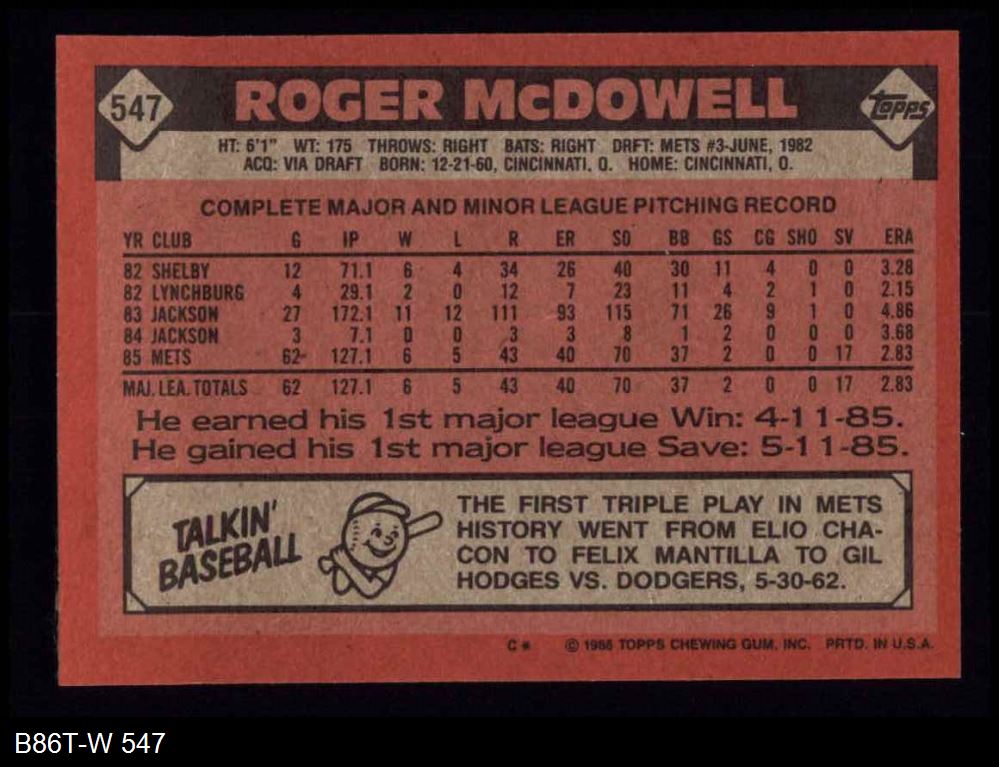 547 ROGER McDOWELL Topps
HT: 6'1" WT: 175 THROWS: RIGHT BATS: RIGHT DRFT: METS #3-JUNE, 1982
ACQ: VIA DRAFT BORN: 12-21-60, CINCINNATI, O. HOME: CINCINNATI, O.
COMPLETE MAJOR AND MINOR LEAGUE PITCHING RECORD
YR CLUB G IP W L R ER SO BB GS CG SHO SV ERA
82 SHELBY 12 71.1 6 4 34 26 40 30 11 4 0 0 3.28
82 LYNCHBURG 4 29.1 2 0 12 7 23 11 4 2 1 0 2.15
83 JACKSON 27 172.1 11 12 111 93 115 71 26 9 1 0 4.86
84 JACKSON 3 7.1 0 0 3 3 8 1 2 0 0 0 3.68
85 METS 62 127.1 6 5 43 40 70 37 2 0 0 17 2.83
MAJ. LEA. TOTALS 62 127.1 6 5 43 40 70 37 2 0 0 17 2.83
He earned his 1st major league Win: 4-11-85.
He gained his 1st major league Save: 5-11-85.
TALKIN'
BASEBALL
THE FIRST TRIPLE PLAY IN METS
HISTORY WENT FROM ELIO CHA-
CON TO FELIX MANTILLA TO GIL
HODGES VS. DODGERS, 5-30-62.
C* © 1986 TOPPS CHEWING GUM, INC. PRTD. IN U.S.A.
B86T-W 547